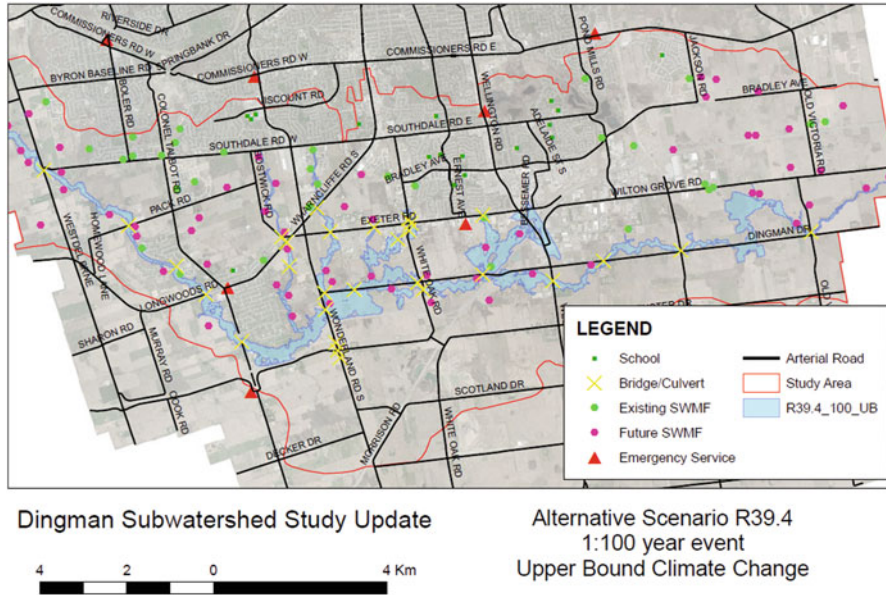 RIVERSIDE DR
COMMISSIONERS RD W
SPRINGBANK DR
BYRON BASELINE RD
COMMISSIONERS RD W
COMMISSIONERS RD E
POND MILLS RD
JACKSON RD
BOLER RD
VISCOUNT RD
COLONEL TALBOT RD
SOUTHDALE RD W
SOUTHDALE RD E
WELLINGTON RD
ADELAIDE ST S
BRADLEY AVE
OLD VICTORIA RD
BRADLEY AVE
ERNEST AVE
BESSEMER RD
WILTON GROVE RD
BOSTWICK RD
WHARNCLIFFE RD S
PACK RD
EXETER RD
DINGMAN DR
WESTDEL BRNE
HOMEWOOD LANE
LONGWOODS RD
WHITE OAK RD
SHARON RD
MURRAY RD
COOK RD
WONDERLAND RD S
SCOTLAND DR
DECKER DR
MORRISON RD
WHITE OAK RD
LEGEND
School
Bridge/Culvert
Existing SWMF
Future SWMF
Emergency Service
Arterial Road
Study Area
R39.4_100_UB
Dingman Subwatershed Study Update
4 2 0 4 Km
Alternative Scenario R39.4
1:100 year event
Upper Bound Climate Change